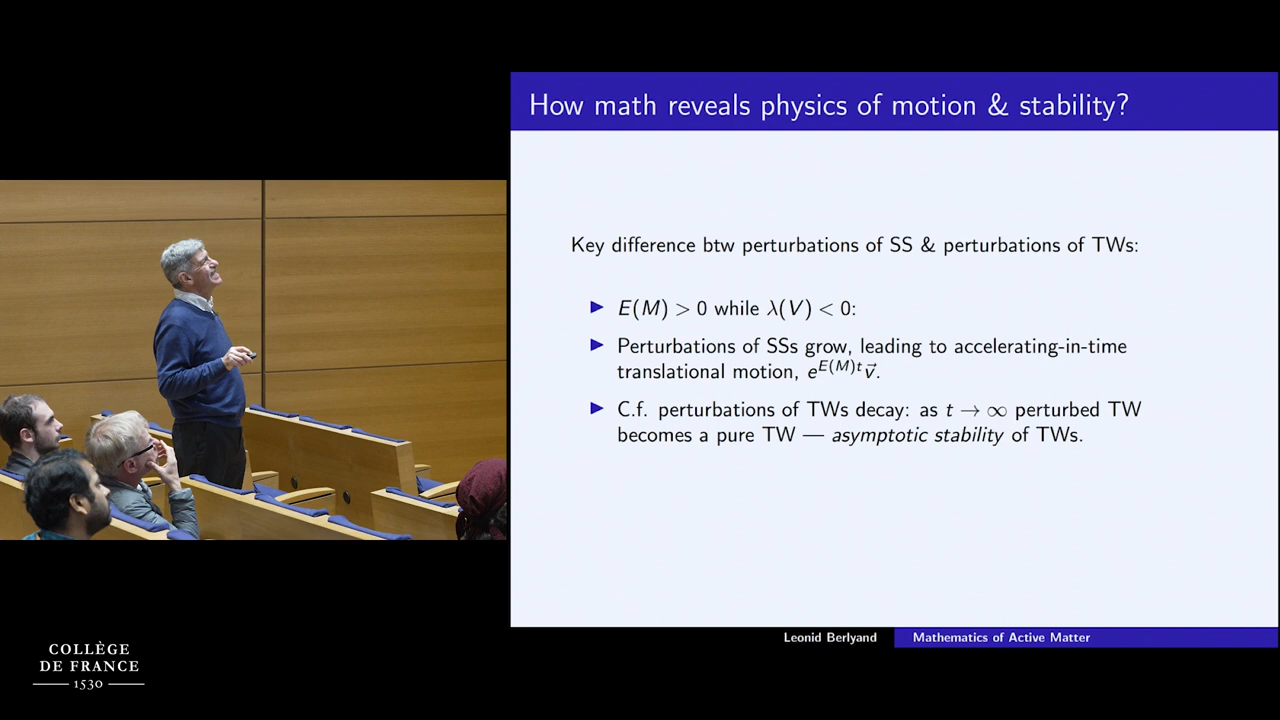 How math reveals physics of motion & stability?
Key difference btw perturbations of SS & perturbations of TWs:
▶ E(M) > 0 while λ(V) < 0:
▶ Perturbations of SSs grow, leading to accelerating-in-time
translational motion, e^{E(M)t} \vec{v}.
▶ C.f. perturbations of TWs decay: as t → ∞ perturbed TW
becomes a pure TW — asymptotic stability of TWs.
Leonid Berlyand
Mathematics of Active Matter
COLLÈGE
DE FRANCE
1530